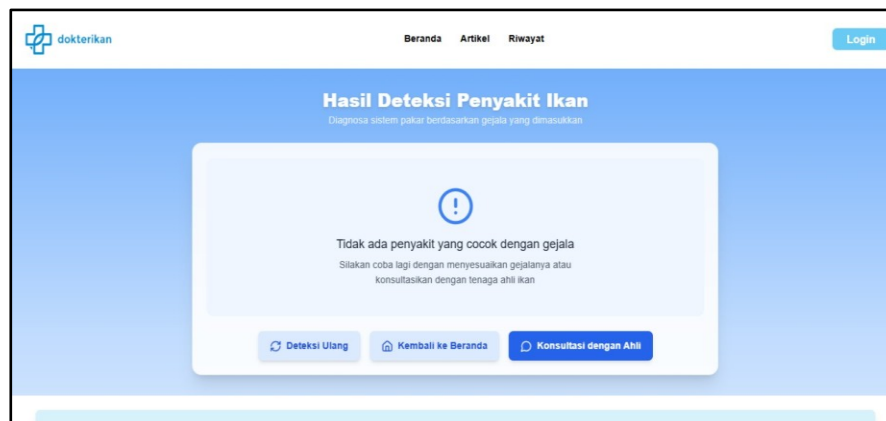 dokterikan
Beranda Artikel Riwayat
Login
Hasil Deteksi Penyakit Ikan
Diagnosa sistem pakar berdasarkan gejala yang dimasukkan
Tidak ada penyakit yang cocok dengan gejala
Silakan coba lagi dengan menyesuaikan gejalanya atau
konsultasikan dengan tenaga ahli ikan
Deteksi Ulang
Kembali ke Beranda
Konsultasi dengan Ahli